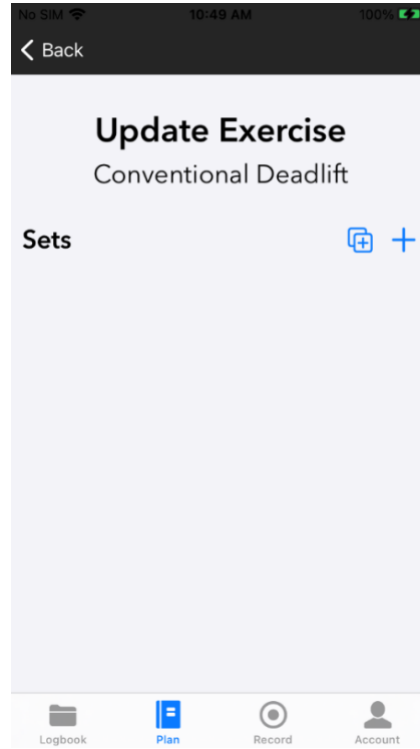 No SIM 10:49 AM 100%
Back
Update Exercise
Conventional Deadlift
Sets
Logbook Plan Record Account